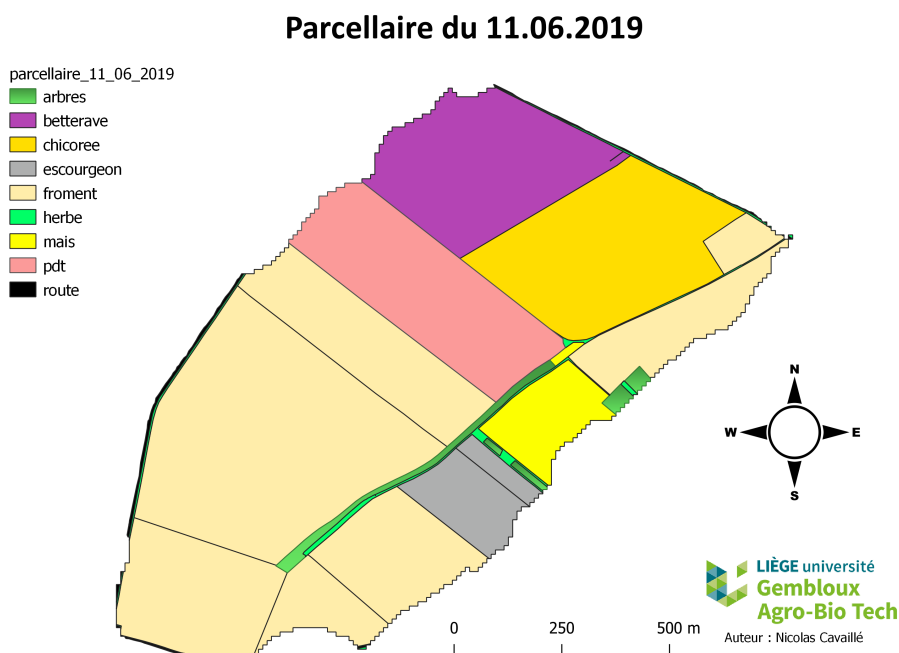 Parcellaire du 11.06.2019
parcellaire_11_06_2019
arbres
betterave
chicoree
escourgeon
froment
herbe
mais
pdt
route
N
W E
S
LIÈGE université
Gembloux
Agro-Bio Tech
0 250 500 m
Auteur : Nicolas Cavaillé